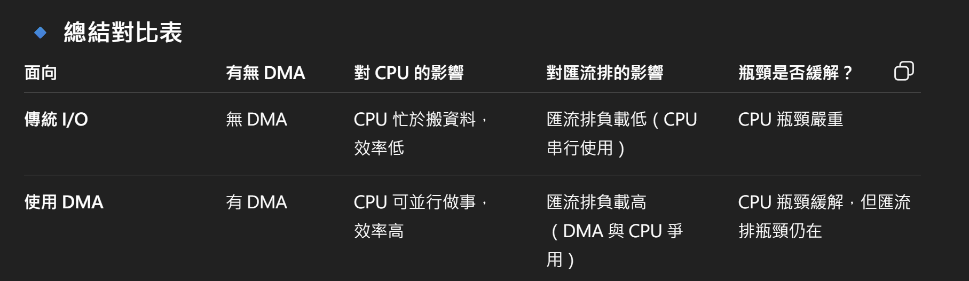 總結對比表
面向 有無 DMA 對 CPU 的影響 對匯流排的影響 瓶頸是否緩解？
傳統 I/O 無 DMA CPU 忙於搬資料， 匯流排負載低（CPU CPU 瓶頸嚴重
效率低 串行使用）
使用 DMA 有 DMA CPU 可並行做事， 匯流排負載高 CPU 瓶頸緩解，但匯流
效率高 （DMA 與 CPU 爭 排瓶頸仍在
用）